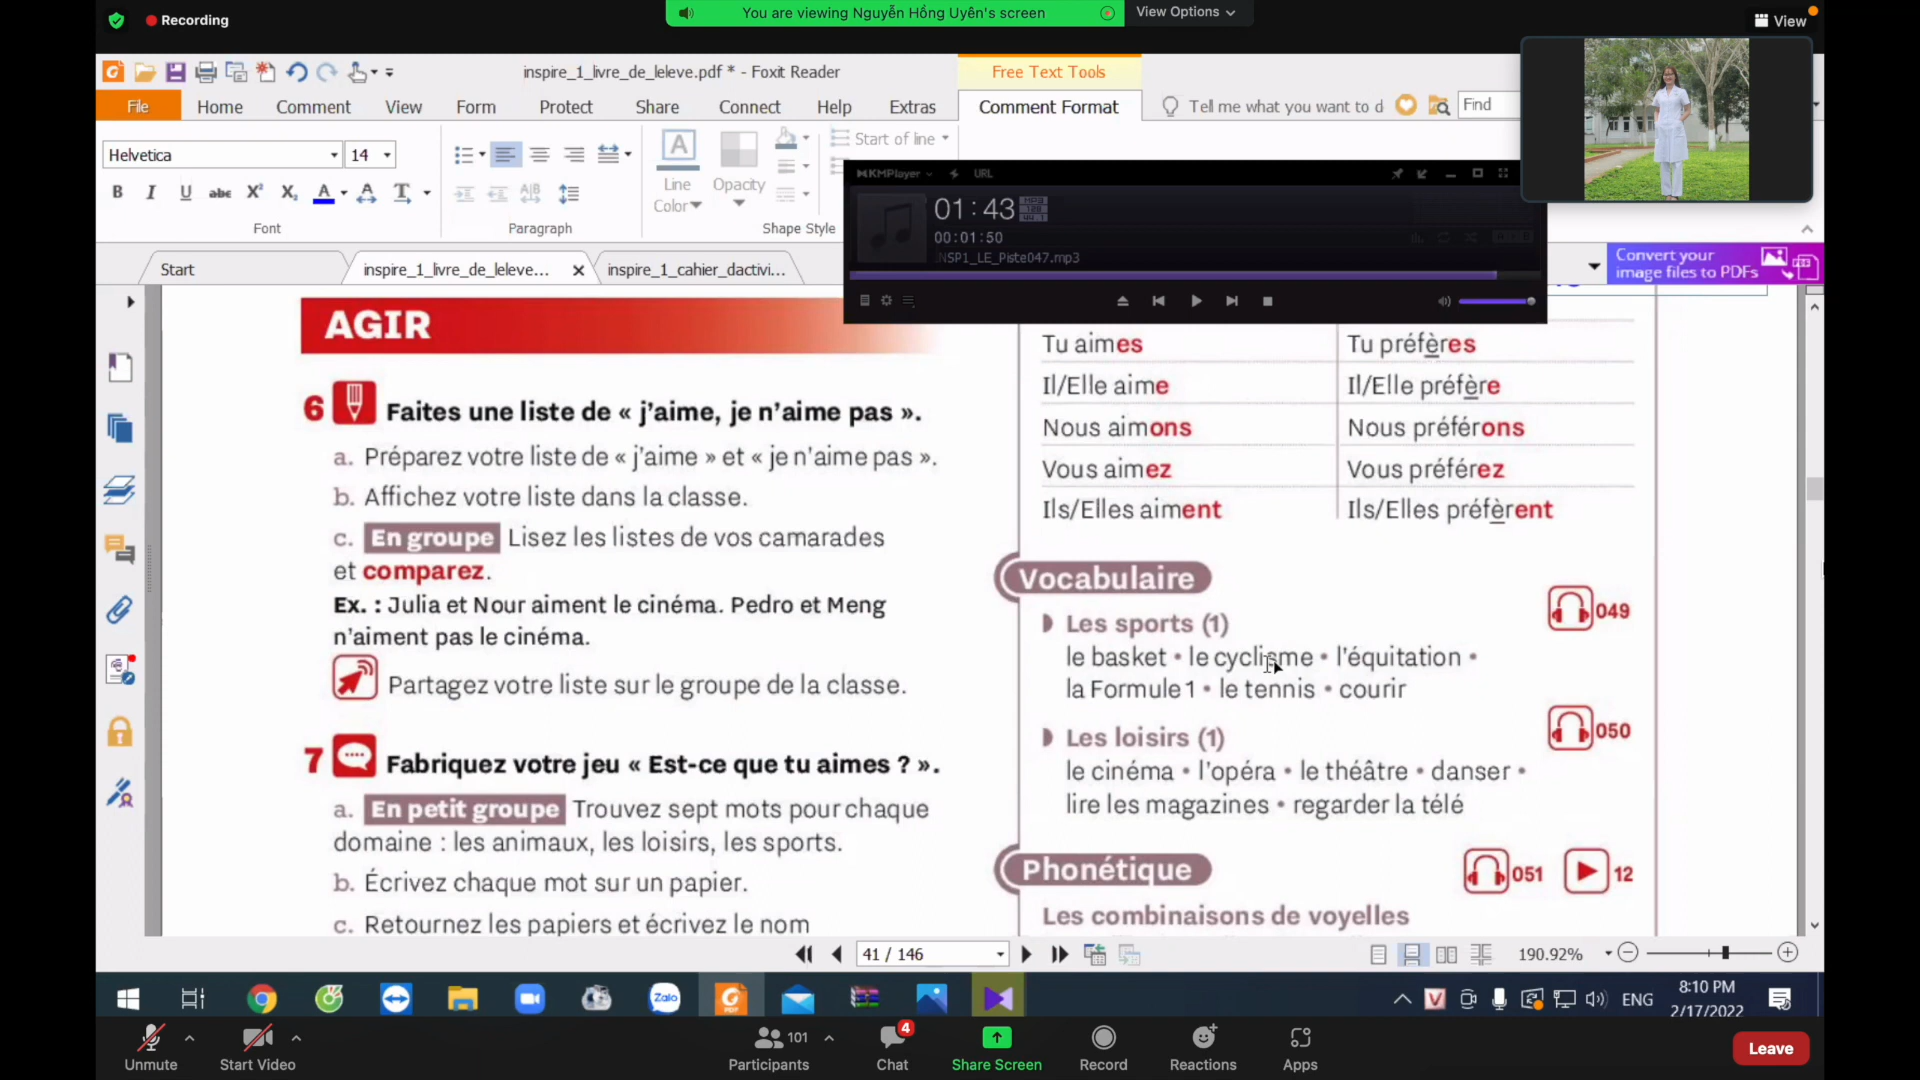 Recording
You are viewing Nguyễn Hồng Uyên's screen
View Options
View
inspire_1_livre_de_leleve.pdf * - Foxit Reader
Free Text Tools
File
Home
Comment
View
Form
Protect
Share
Connect
Help
Extras
Comment Format
Tell me what you want to d
Find
Helvetica
14
Line
Color
Opacity
Start of line
Font
Paragraph
Shape Style
KMPlayer
URL
01:43
00:01:50
NSP1_LE_Piste047.mp3
Start
inspire_1_livre_de_leleve...
inspire_1_cahier_dactivi...
Convert your
image files to PDFs
AGIR
6 Faites une liste de « j'aime, je n'aime pas ».
a. Préparez votre liste de « j'aime » et « je n'aime pas ».
b. Affichez votre liste dans la classe.
c. En groupe Lisez les listes de vos camarades
et comparez.
Ex. : Julia et Nour aiment le cinéma. Pedro et Meng
n'aiment pas le cinéma.
Partagez votre liste sur le groupe de la classe.
7 Fabriquez votre jeu « Est-ce que tu aimes ? ».
a. En petit groupe Trouvez sept mots pour chaque
domaine : les animaux, les loisirs, les sports.
b. Écrivez chaque mot sur un papier.
c. Retournez les papiers et écrivez le nom
Tu aimes Tu préfères
Il/Elle aime Il/Elle préfère
Nous aimons Nous préférons
Vous aimez Vous préférez
Ils/Elles aiment Ils/Elles préfèrent
Vocabulaire
049
Les sports (1)
le basket • le cyclisme • l'équitation •
la Formule 1 • le tennis • courir
050
Les loisirs (1)
le cinéma • l'opéra • le théâtre • danser •
lire les magazines • regarder la télé
Phonétique
051 12
Les combinaisons de voyelles
41 / 146
190.92%
Zalo
ENG
8:10 PM
2/17/2022
Unmute
Start Video
Participants
101
Chat
4
Share Screen
Record
Reactions
Apps
Leave